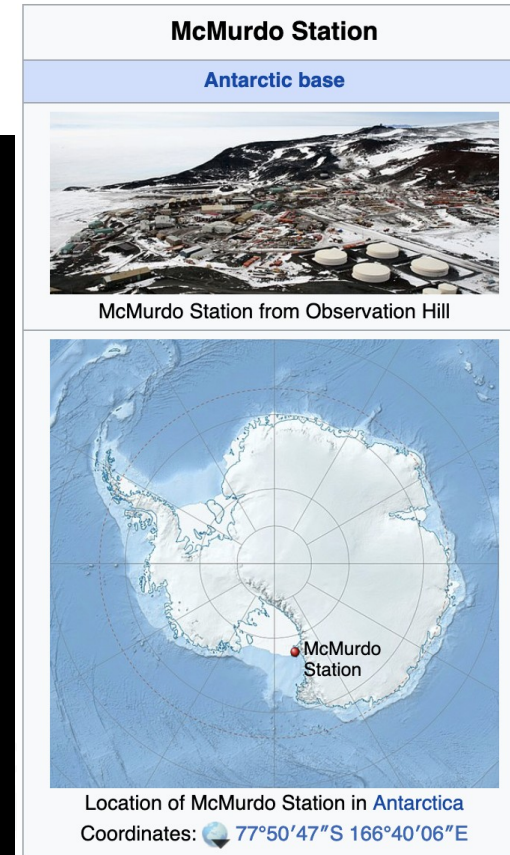 McMurdo Station
Antarctic base
McMurdo Station from Observation Hill
McMurdo
Station
Location of McMurdo Station in Antarctica
Coordinates: 77°50′47″S 166°40′06″E